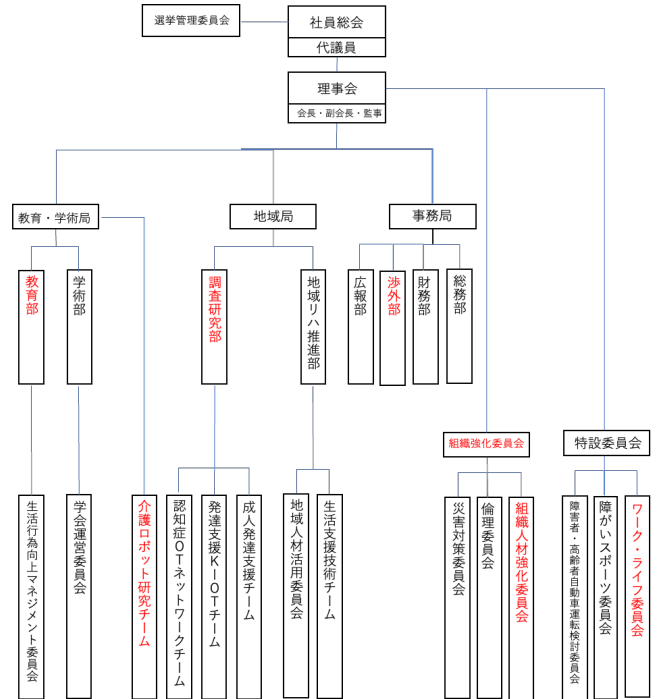 選挙管理委員会
社員総会
代議員
理事会
会長・副会長・監事
教育・学術局
地域局
事務局
教育部
学術部
調査研究部
地域リハ推進部
広報部
渉外部
財務部
総務部
組織強化委員会
特設委員会
生活行為向上マネジメント委員会
学会運営委員会
介護ロボット研究チーム
認知症OTネットワークチーム
発達支援KIOTチーム
成人発達支援チーム
地域人材活用委員会
生活支援技術チーム
災害対策委員会
倫理委員会
組織人材強化委員会
障害者・高齢者自動車運転検討委員会
障がいスポーツ委員会
ワーク・ライフ委員会